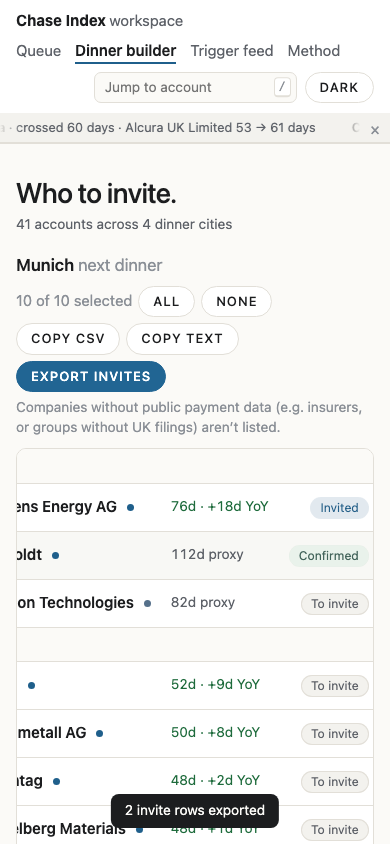 Chase Index workspace
Queue Dinner builder Trigger feed Method
Jump to account /
DARK
· crossed 60 days · Alcura UK Limited 53 → 61 days
Who to invite.
41 accounts across 4 dinner cities
Munich next dinner
10 of 10 selected ALL NONE
COPY CSV COPY TEXT
EXPORT INVITES
Companies without public payment data (e.g. insurers,
or groups without UK filings) aren't listed.
ens Energy AG 76d · +18d YoY Invited
oldt 112d proxy Confirmed
on Technologies 82d proxy To invite
52d · +9d YoY To invite
metall AG 50d · +8d YoY To invite
ntag 48d · +2d YoY To invite
elberg Materials 48d · +1d YoY To invite
2 invite rows exported